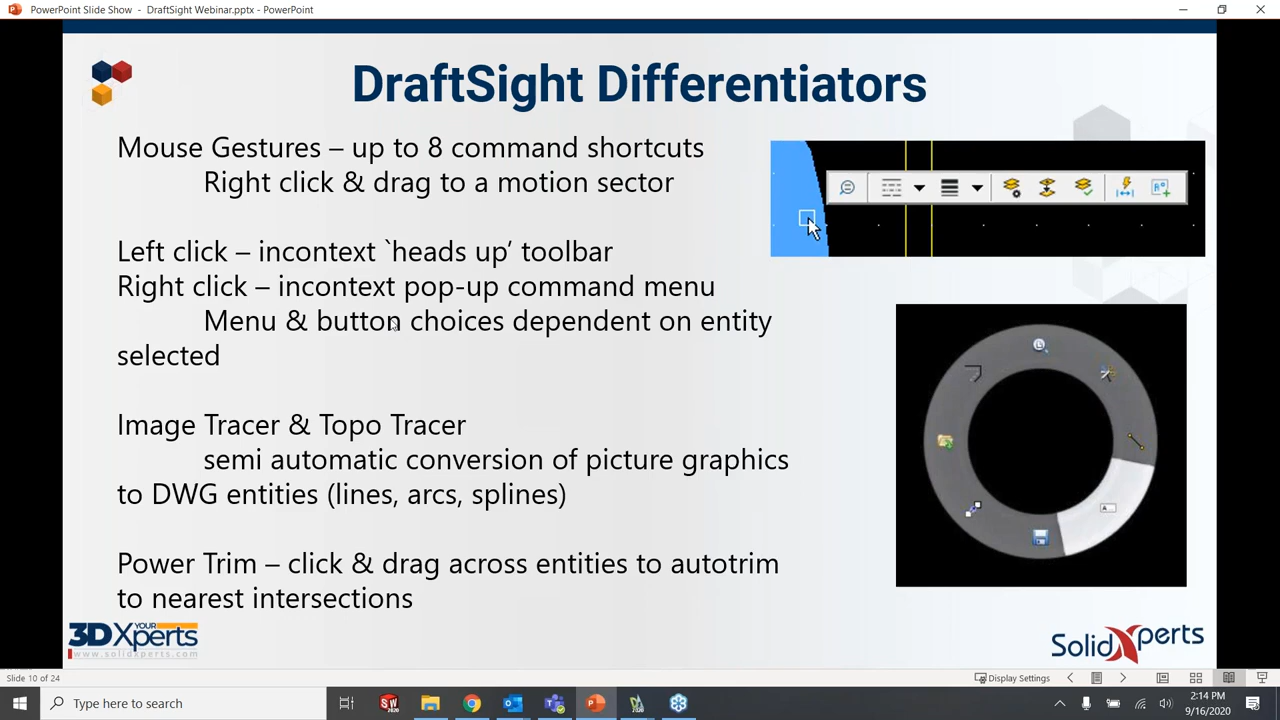 PowerPoint Slide Show - DraftSight Webinar.pptx - PowerPoint
DraftSight Differentiators
Mouse Gestures – up to 8 command shortcuts
Right click & drag to a motion sector
Left click – incontext `heads up’ toolbar
Right click – incontext pop-up command menu
Menu & button choices dependent on entity
selected
Image Tracer & Topo Tracer
semi automatic conversion of picture graphics
to DWG entities (lines, arcs, splines)
Power Trim – click & drag across entities to autotrim
to nearest intersections
YOUR
3D Xperts
www.solidxperts.com
SolidXperts
Slide 10 of 24
Display Settings
Type here to search
2:14 PM
9/16/2020